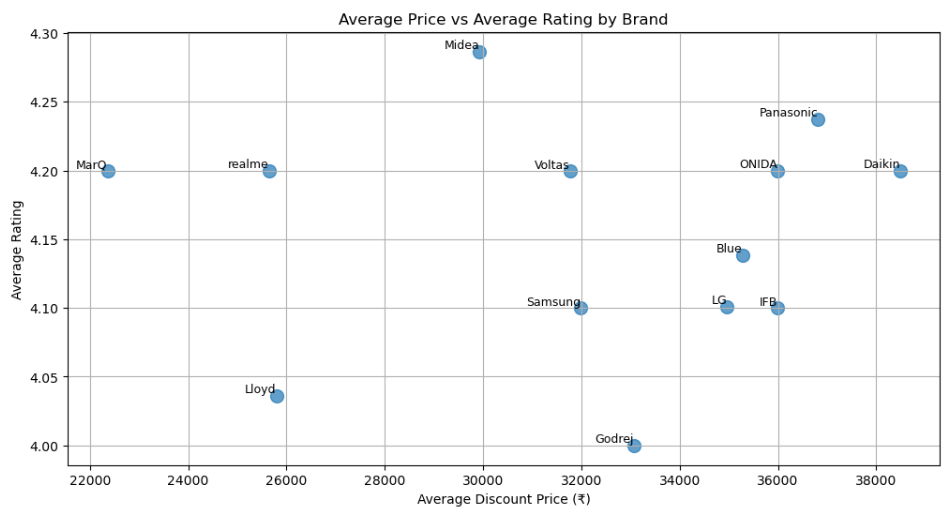 Average Price vs Average Rating by Brand
4.30
Midea
4.25
Panasonic
4.20
MarQ
realme
Voltas
ONIDA
Daikin
4.15
Blue
4.10
Samsung
LG
IFB
4.05
Lloyd
4.00
Godrej
Average Rating
22000 24000 26000 28000 30000 32000 34000 36000 38000
Average Discount Price (₹)